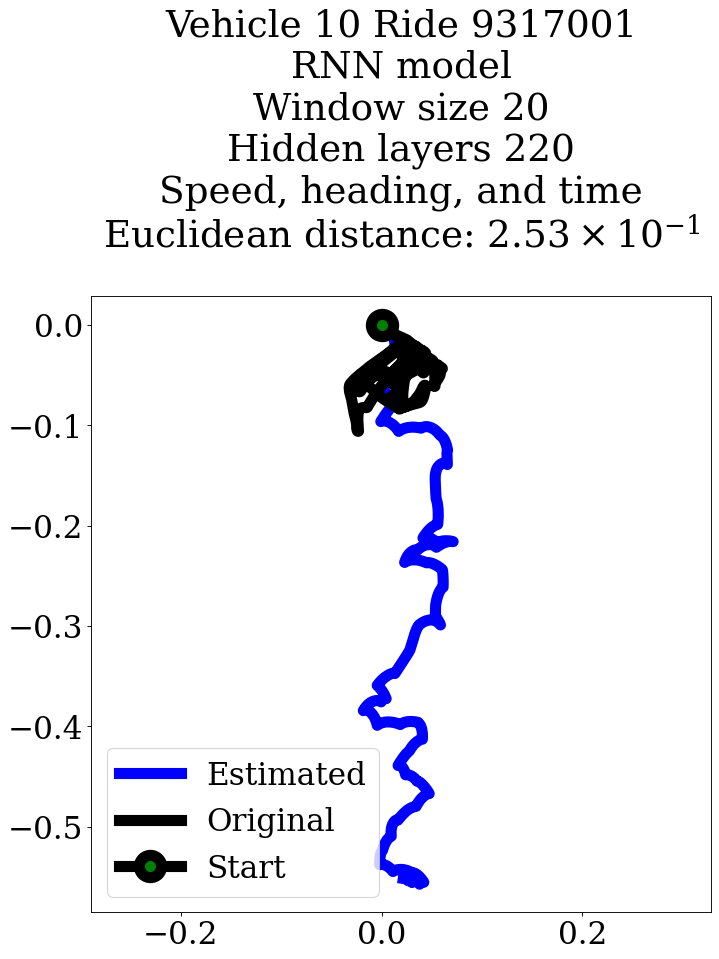 Vehicle 10 Ride 9317001
RNN model
Window size 20
Hidden layers 220
Speed, heading, and time
Euclidean distance: 2.53 × 10⁻¹
0.0
−0.1
−0.2
−0.3
−0.4
−0.5
Estimated
Original
Start
−0.2 0.0 0.2